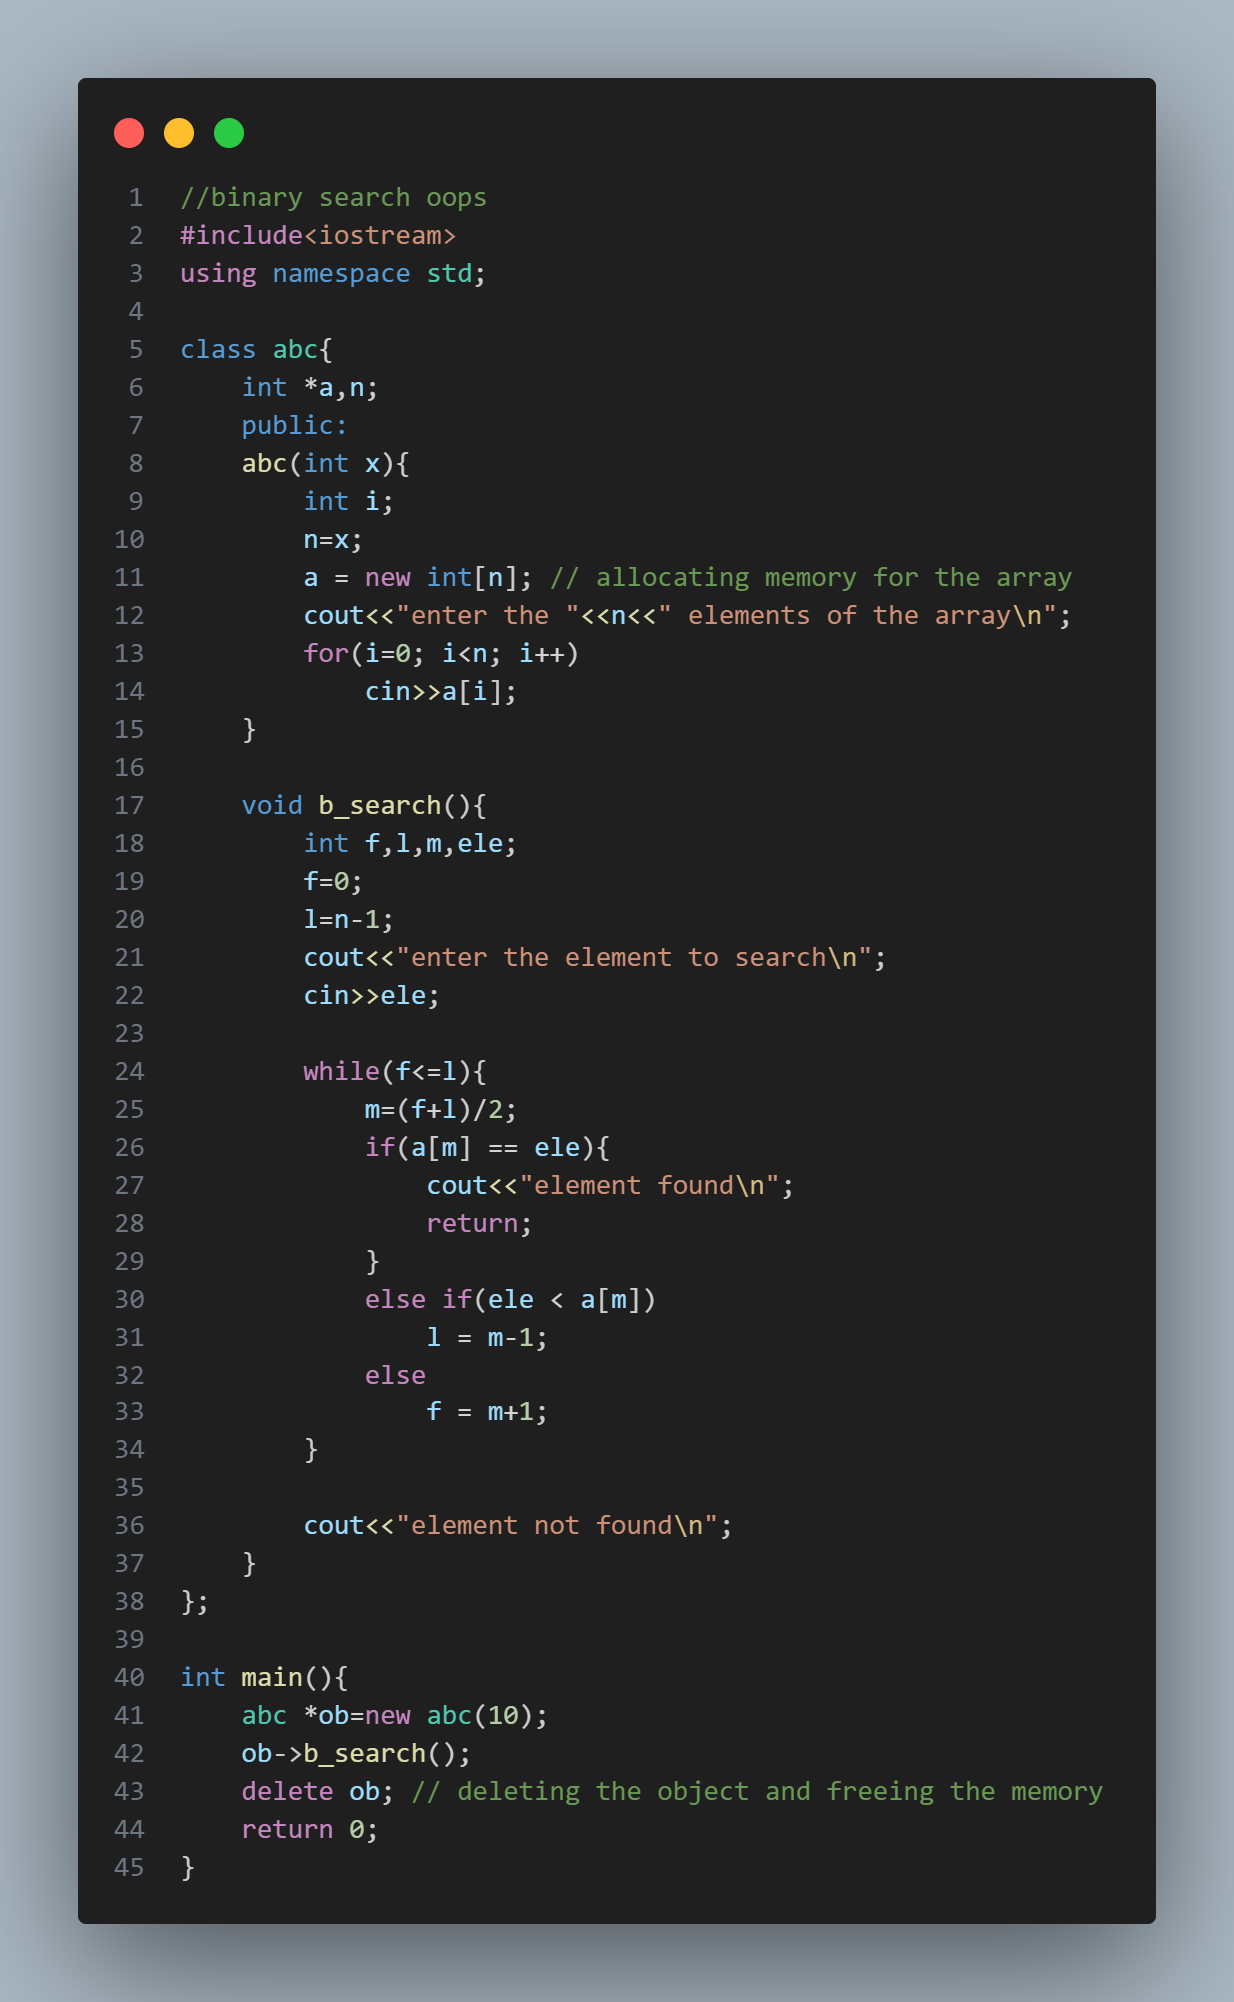 1 //binary search oops
2 #include<iostream>
3 using namespace std;
4
5 class abc{
6     int *a,n;
7     public:
8     abc(int x){
9         int i;
10         n=x;
11         a = new int[n]; // allocating memory for the array
12         cout<<"enter the "<<n<<" elements of the array\n";
13         for(i=0; i<n; i++)
14             cin>>a[i];
15     }
16
17     void b_search(){
18         int f,l,m,ele;
19         f=0;
20         l=n-1;
21         cout<<"enter the element to search\n";
22         cin>>ele;
23
24         while(f<=l){
25             m=(f+l)/2;
26             if(a[m] == ele){
27                 cout<<"element found\n";
28                 return;
29             }
30             else if(ele < a[m])
31                 l = m-1;
32             else
33                 f = m+1;
34         }
35
36         cout<<"element not found\n";
37     }
38 };
39
40 int main(){
41     abc *ob=new abc(10);
42     ob->b_search();
43     delete ob; // deleting the object and freeing the memory
44     return 0;
45 }